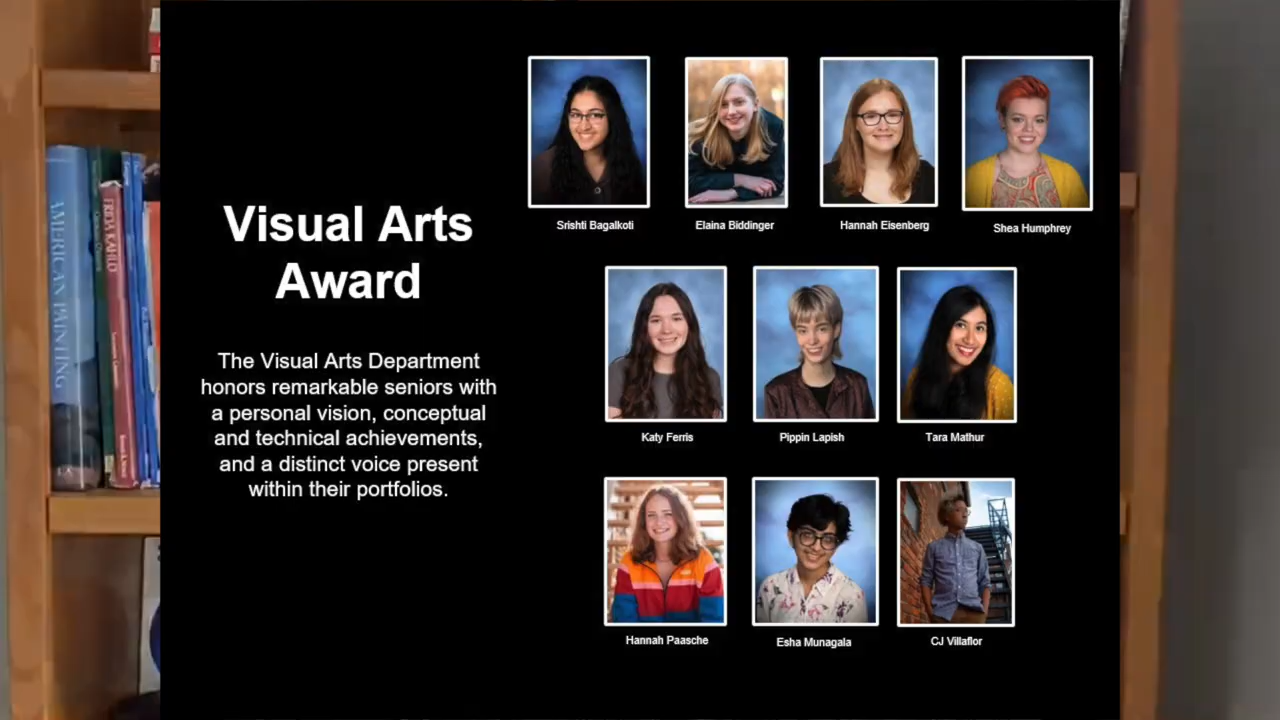 Visual Arts
Award
The Visual Arts Department
honors remarkable seniors with
a personal vision, conceptual
and technical achievements,
and a distinct voice present
within their portfolios.
Srishti Bagalkoti
Elaina Biddinger
Hannah Eisenberg
Shea Humphrey
Katy Ferris
Pippin Lapish
Tara Mathur
Hannah Paasche
Esha Munagala
CJ Villaflor
AMERICAN PAINTING
FRIDA KAHLO